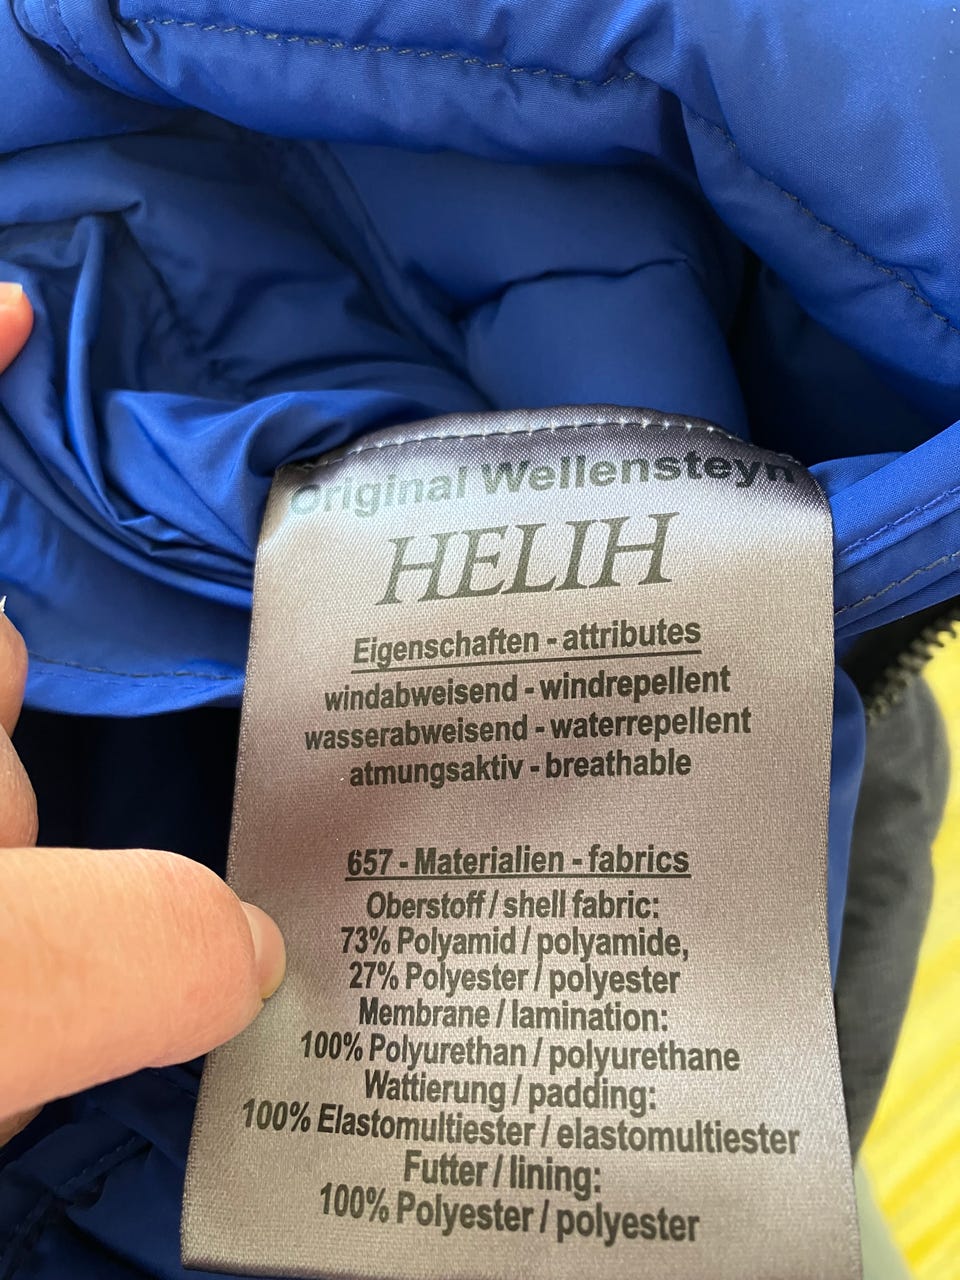 Original Wellensteyn
HELIH
Eigenschaften - attributes
windabweisend - windrepellent
wasserabweisend - waterrepellent
atmungsaktiv - breathable
657 - Materialien - fabrics
Oberstoff / shell fabric:
73% Polyamid / polyamide,
27% Polyester / polyester
Membrane / lamination:
100% Polyurethan / polyurethane
Wattierung / padding:
100% Elastomultiester / elastomultiester
Futter / lining:
100% Polyester / polyester